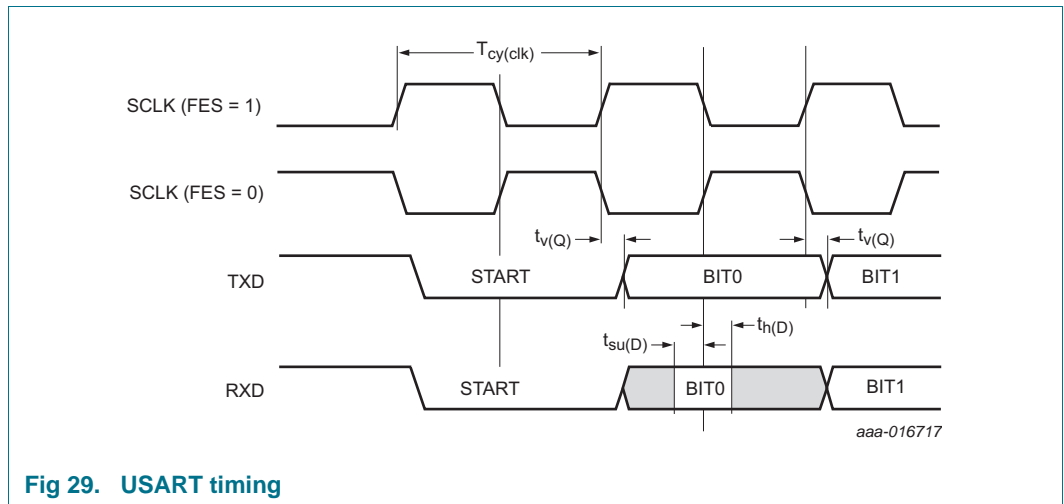 Tcy(clk)
SCLK (FES = 1)
SCLK (FES = 0)
tv(Q)
tv(Q)
TXD
START
BIT0
BIT1
th(D)
tsu(D)
RXD
START
BIT0
BIT1
aaa-016717
Fig 29. USART timing